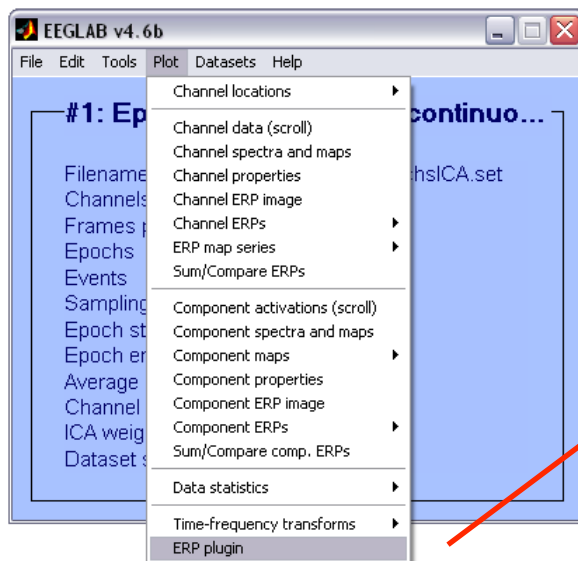 EEGLAB v4.6b
File Edit Tools Plot Datasets Help
#1: Ep continuo...
Channel locations
Channel data (scroll)
Channel spectra and maps
Channel properties
Channel ERP image
Channel ERPs
ERP map series
Sum/Compare ERPs
Component activations (scroll)
Component spectra and maps
Component maps
Component properties
Component ERP image
Component ERPs
Sum/Compare comp. ERPs
Data statistics
Time-frequency transforms
ERP plugin
Filename hsICA.set
Channels
Frames
Epochs
Events
Sampling
Epoch st
Epoch en
Average
Channel
ICA weig
Dataset